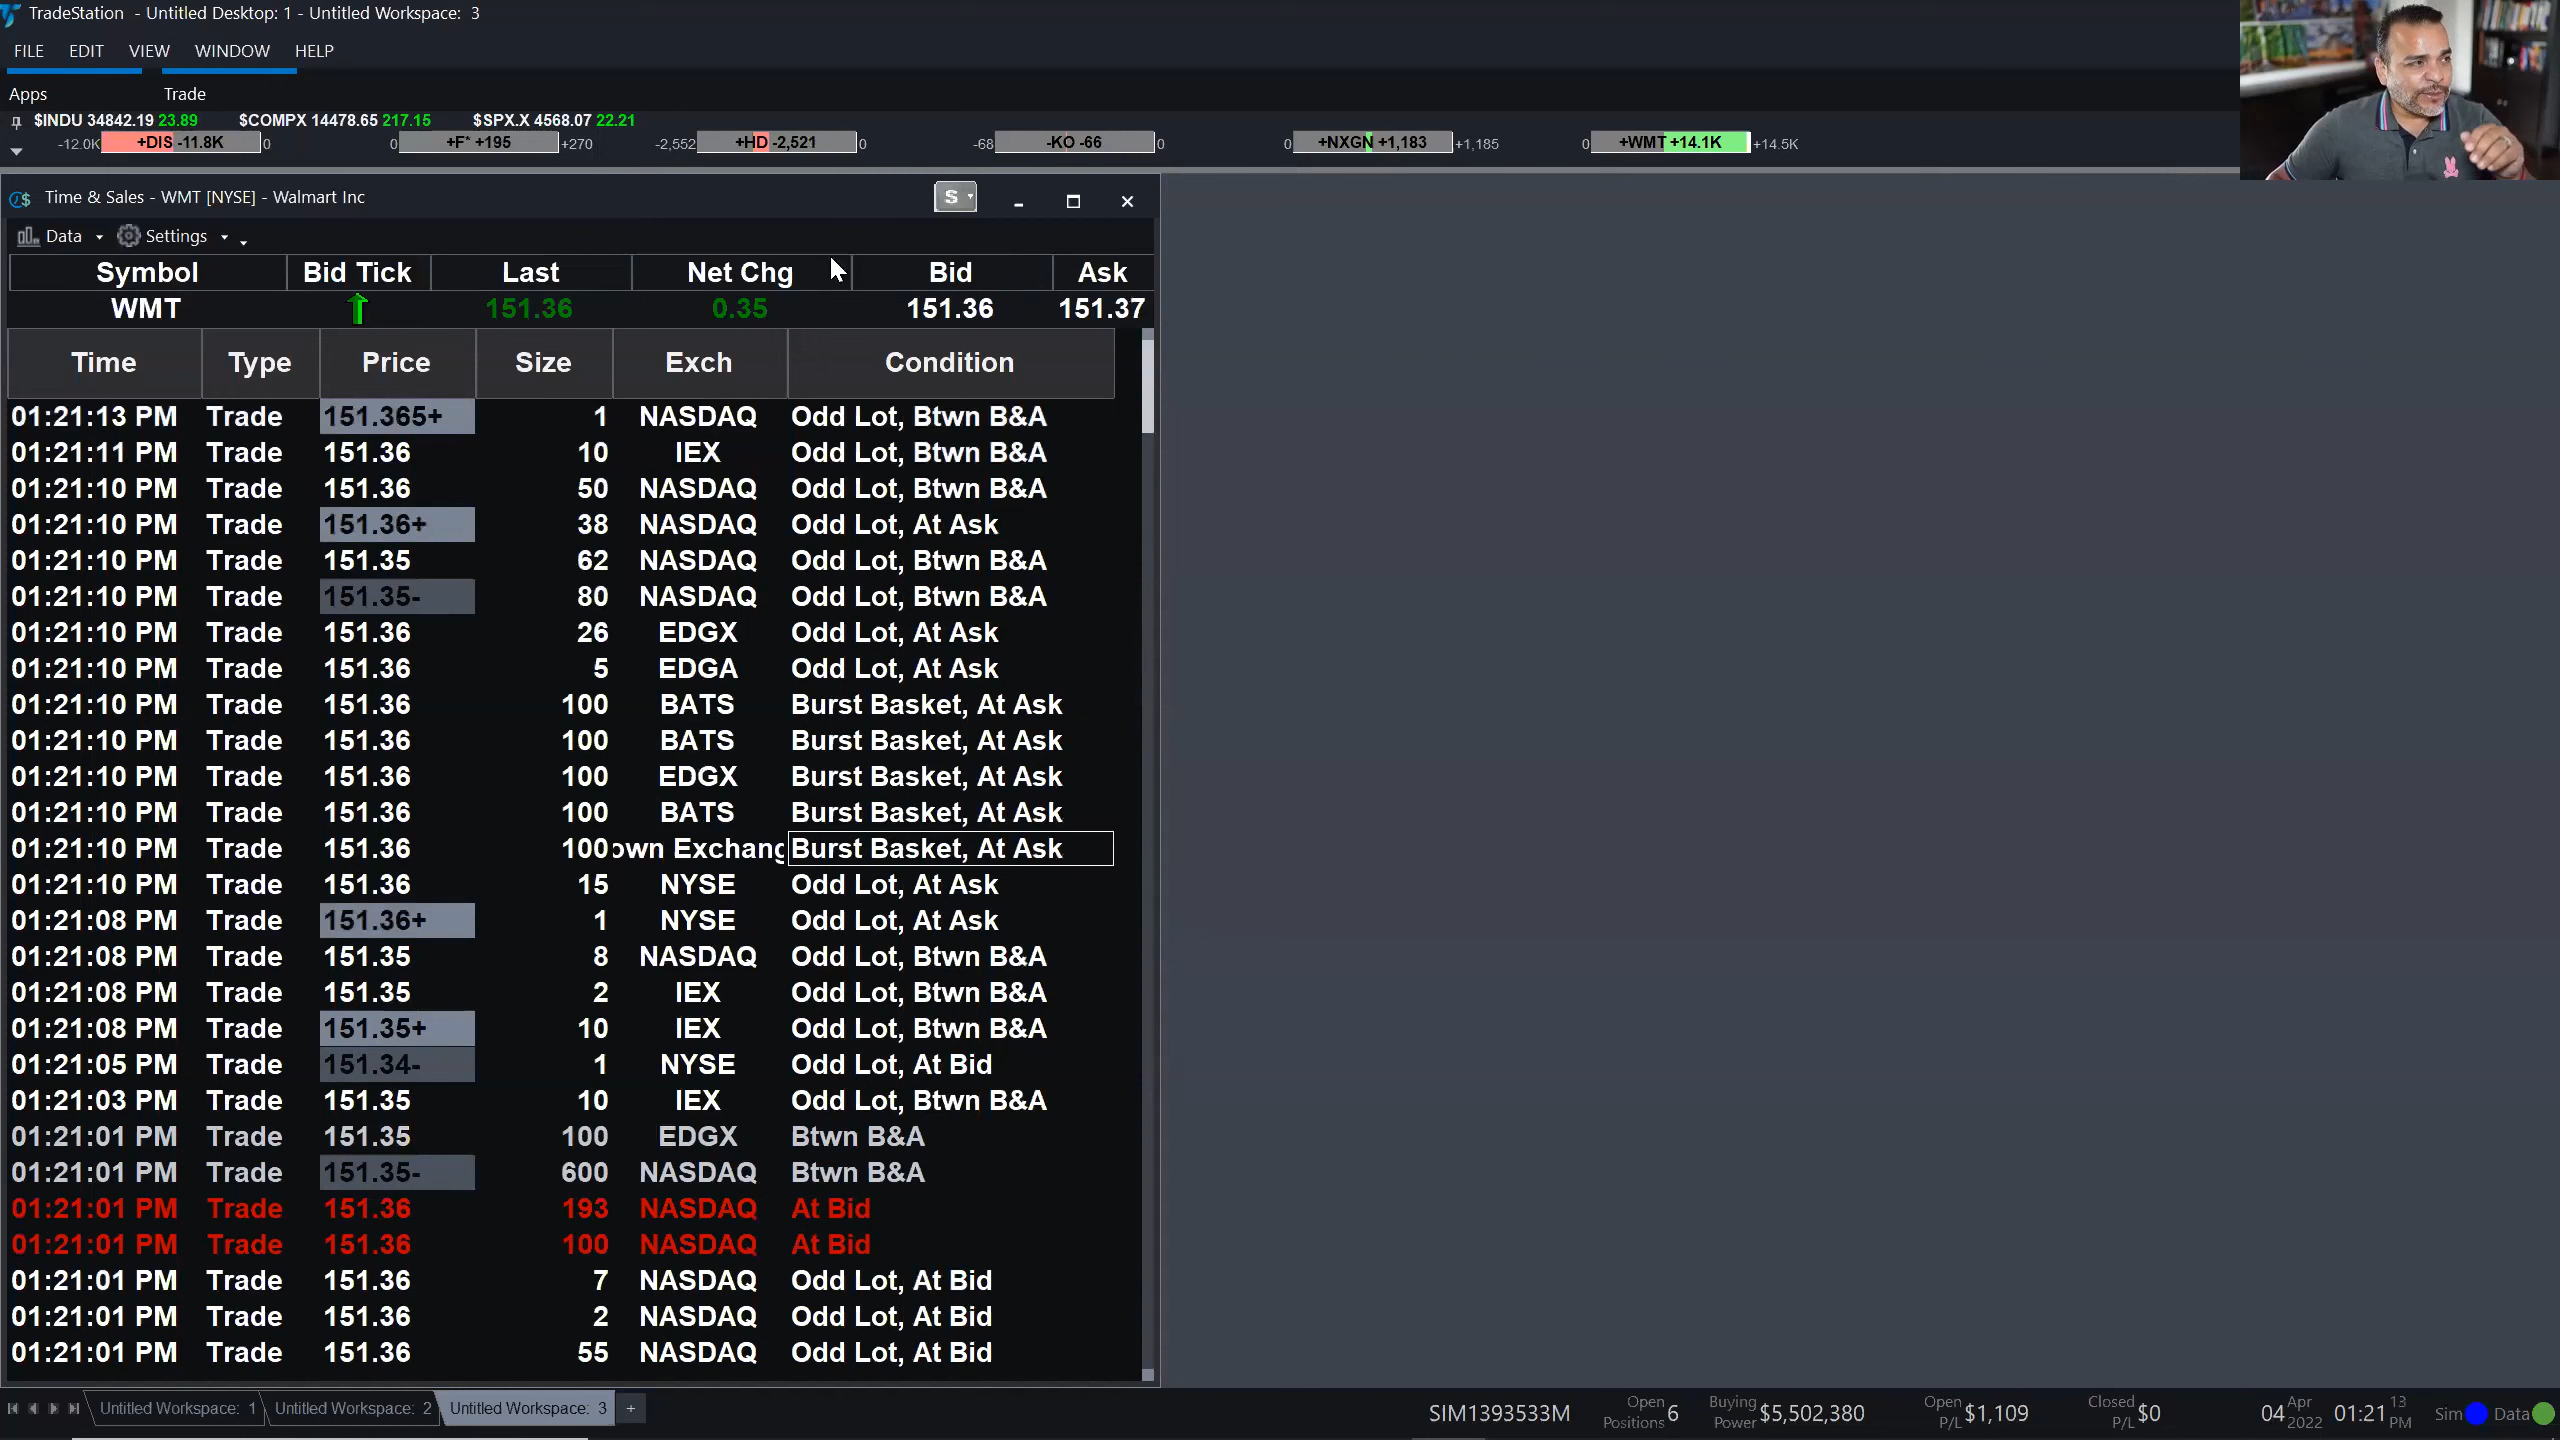 TradeStation - Untitled Desktop: 1 - Untitled Workspace: 3
FILE EDIT VIEW WINDOW HELP
Apps Trade
$INDU 34842.19 23.89 $COMPX 14478.65 217.15 $SPX.X 4568.07 22.21
-12.0K +DIS -11.8K 0 0 +F* +195 +270 -2,552 +HD -2,521 0 -68 -KO -66 0 0 +NXGN +1,183 +1,185 0 +WMT +14.1K +14.5K
Time & Sales - WMT [NYSE] - Walmart Inc S
Data Settings
Symbol Bid Tick Last Net Chg Bid Ask
WMT 151.36 0.35 151.36 151.37
Time Type Price Size Exch Condition
01:21:13 PM Trade 151.365+ 1 NASDAQ Odd Lot, Btwn B&A
01:21:11 PM Trade 151.36 10 IEX Odd Lot, Btwn B&A
01:21:10 PM Trade 151.36 50 NASDAQ Odd Lot, Btwn B&A
01:21:10 PM Trade 151.36+ 38 NASDAQ Odd Lot, At Ask
01:21:10 PM Trade 151.35 62 NASDAQ Odd Lot, Btwn B&A
01:21:10 PM Trade 151.35- 80 NASDAQ Odd Lot, Btwn B&A
01:21:10 PM Trade 151.36 26 EDGX Odd Lot, At Ask
01:21:10 PM Trade 151.36 5 EDGA Odd Lot, At Ask
01:21:10 PM Trade 151.36 100 BATS Burst Basket, At Ask
01:21:10 PM Trade 151.36 100 BATS Burst Basket, At Ask
01:21:10 PM Trade 151.36 100 EDGX Burst Basket, At Ask
01:21:10 PM Trade 151.36 100 BATS Burst Basket, At Ask
01:21:10 PM Trade 151.36 100 own Exchang Burst Basket, At Ask
01:21:10 PM Trade 151.36 15 NYSE Odd Lot, At Ask
01:21:08 PM Trade 151.36+ 1 NYSE Odd Lot, At Ask
01:21:08 PM Trade 151.35 8 NASDAQ Odd Lot, Btwn B&A
01:21:08 PM Trade 151.35 2 IEX Odd Lot, Btwn B&A
01:21:08 PM Trade 151.35+ 10 IEX Odd Lot, Btwn B&A
01:21:05 PM Trade 151.34- 1 NYSE Odd Lot, At Bid
01:21:03 PM Trade 151.35 10 IEX Odd Lot, Btwn B&A
01:21:01 PM Trade 151.35 100 EDGX Btwn B&A
01:21:01 PM Trade 151.35- 600 NASDAQ Btwn B&A
01:21:01 PM Trade 151.36 193 NASDAQ At Bid
01:21:01 PM Trade 151.36 100 NASDAQ At Bid
01:21:01 PM Trade 151.36 7 NASDAQ Odd Lot, At Bid
01:21:01 PM Trade 151.36 2 NASDAQ Odd Lot, At Bid
01:21:01 PM Trade 151.36 55 NASDAQ Odd Lot, At Bid
Untitled Workspace: 1 Untitled Workspace: 2 Untitled Workspace: 3 + SIM1393533M Open Positions 6 Buying Power $5,502,380 Open P/L $1,109 Closed P/L $0 04 Apr 2022 01:21 13 PM Sim Data